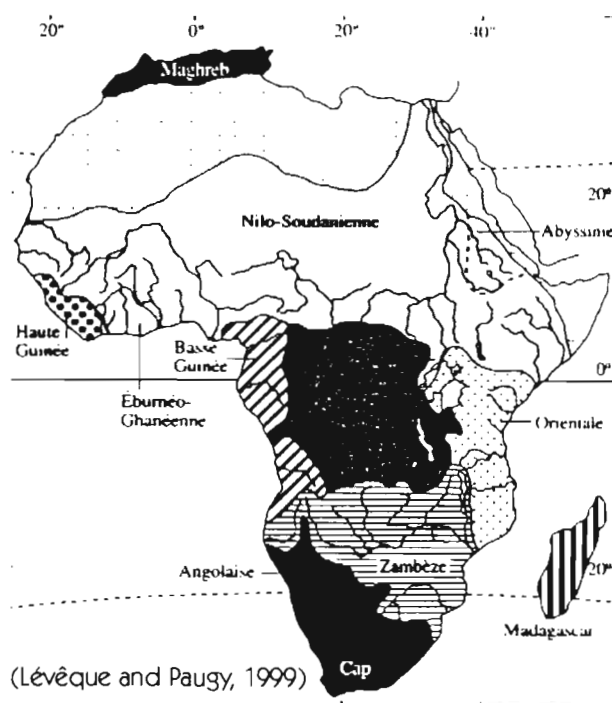 20° 0° 20° 40°
Maghreb
20°
Nilo-Soudanienne
Abyssinie
Haute
Guinée
Basse
Guinée
0°
Éburnéo-
Ghanéenne
Orientale
Angolaise
Zambèze
20°
Madagascar
Cap
(Lévêque and Paugy, 1999)